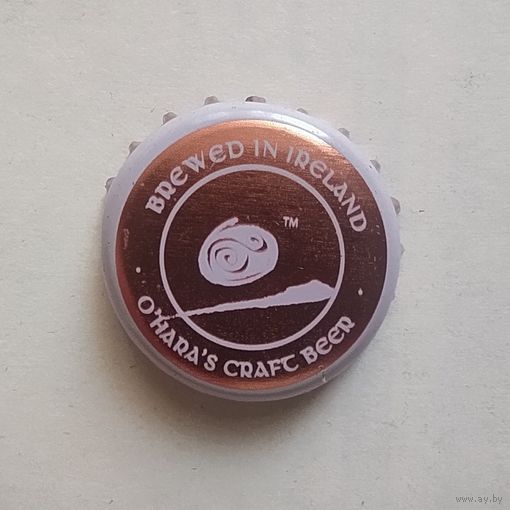 BREWED IN IRELAND
TM
O'HARA'S CRAFT BEER
www.ay.by